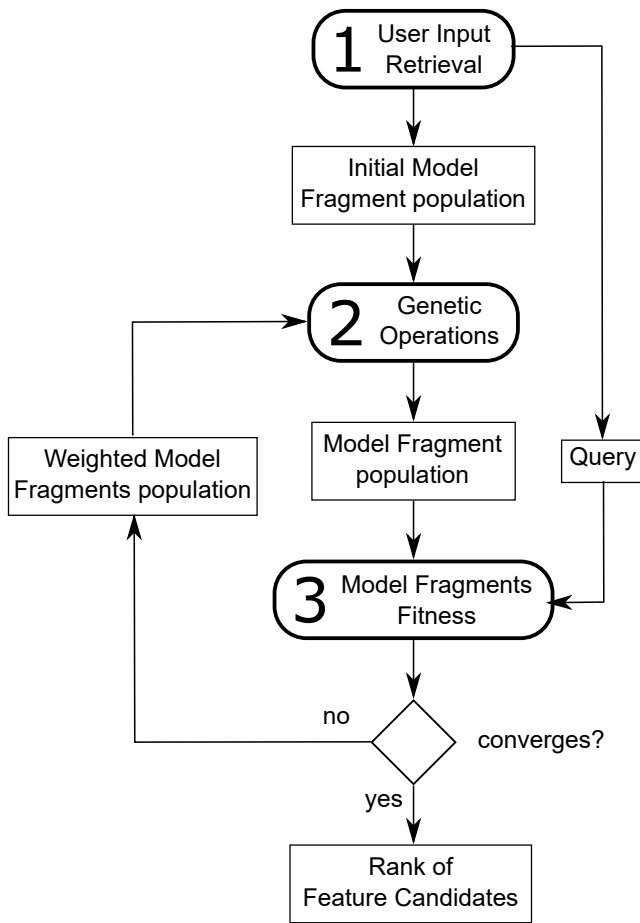 1 User Input
Retrieval
Initial Model
Fragment population
2 Genetic
Operations
Weighted Model
Fragments population
Model Fragment
population
Query
3 Model Fragments
Fitness
no
converges?
yes
Rank of
Feature Candidates